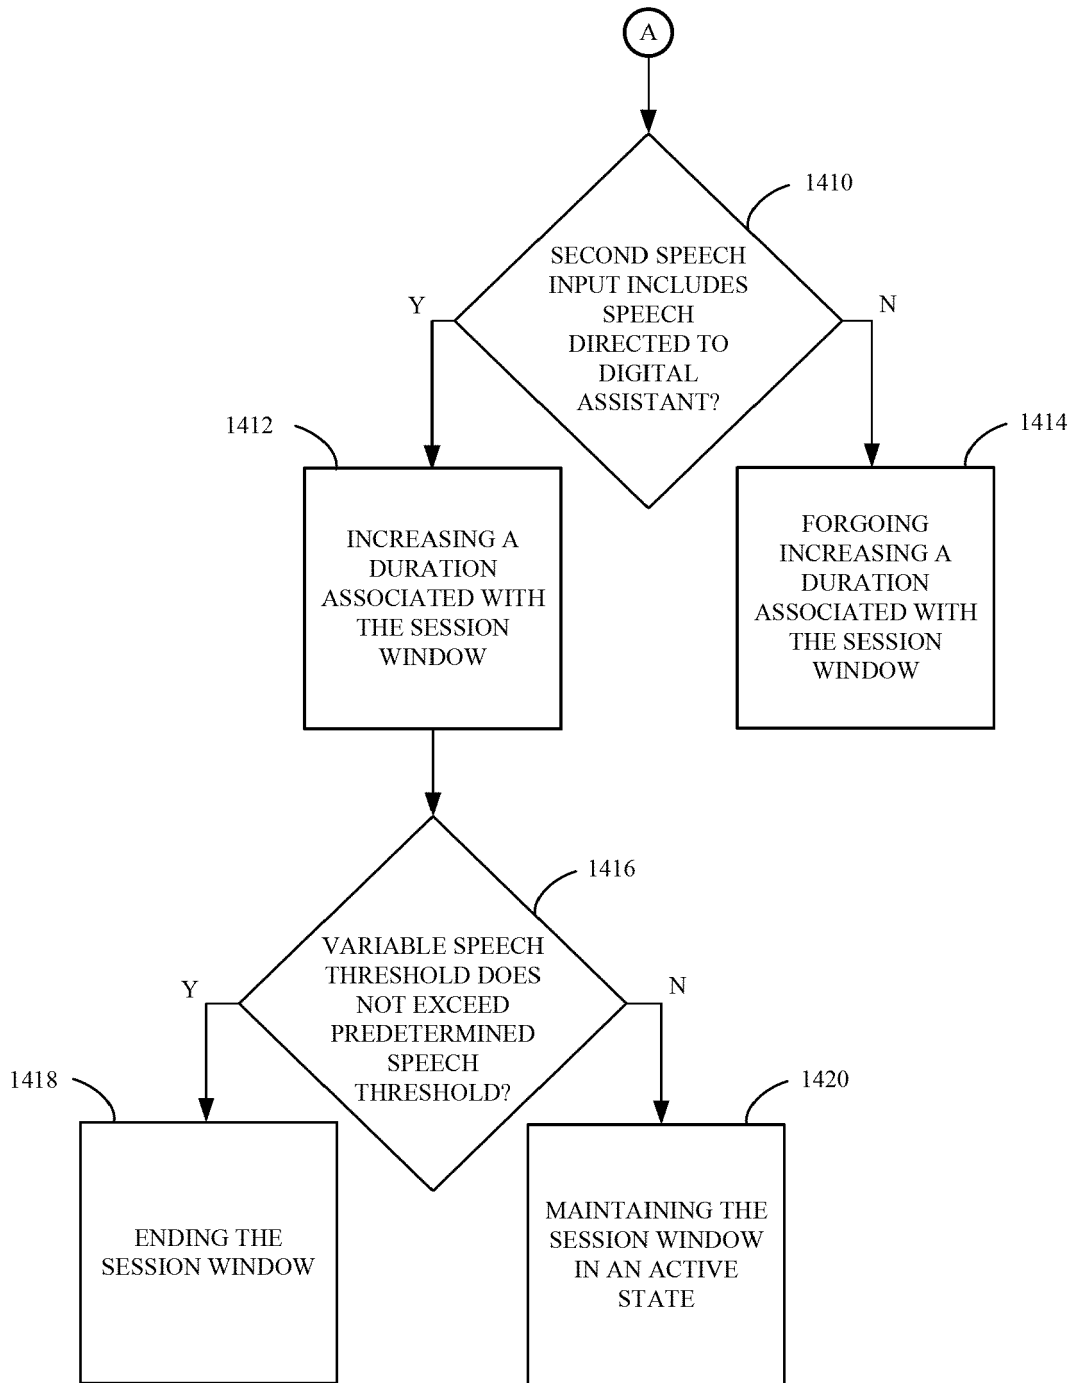 A
1410
SECOND SPEECH
INPUT INCLUDES
SPEECH
DIRECTED TO
DIGITAL
ASSISTANT?
Y
N
1412
1414
INCREASING A
DURATION
ASSOCIATED WITH
THE SESSION
WINDOW
FORGOING
INCREASING A
DURATION
ASSOCIATED WITH
THE SESSION
WINDOW
1416
VARIABLE SPEECH
THRESHOLD DOES
NOT EXCEED
PREDETERMINED
SPEECH
THRESHOLD?
Y
N
1418
1420
ENDING THE
SESSION WINDOW
MAINTAINING THE
SESSION WINDOW
IN AN ACTIVE
STATE